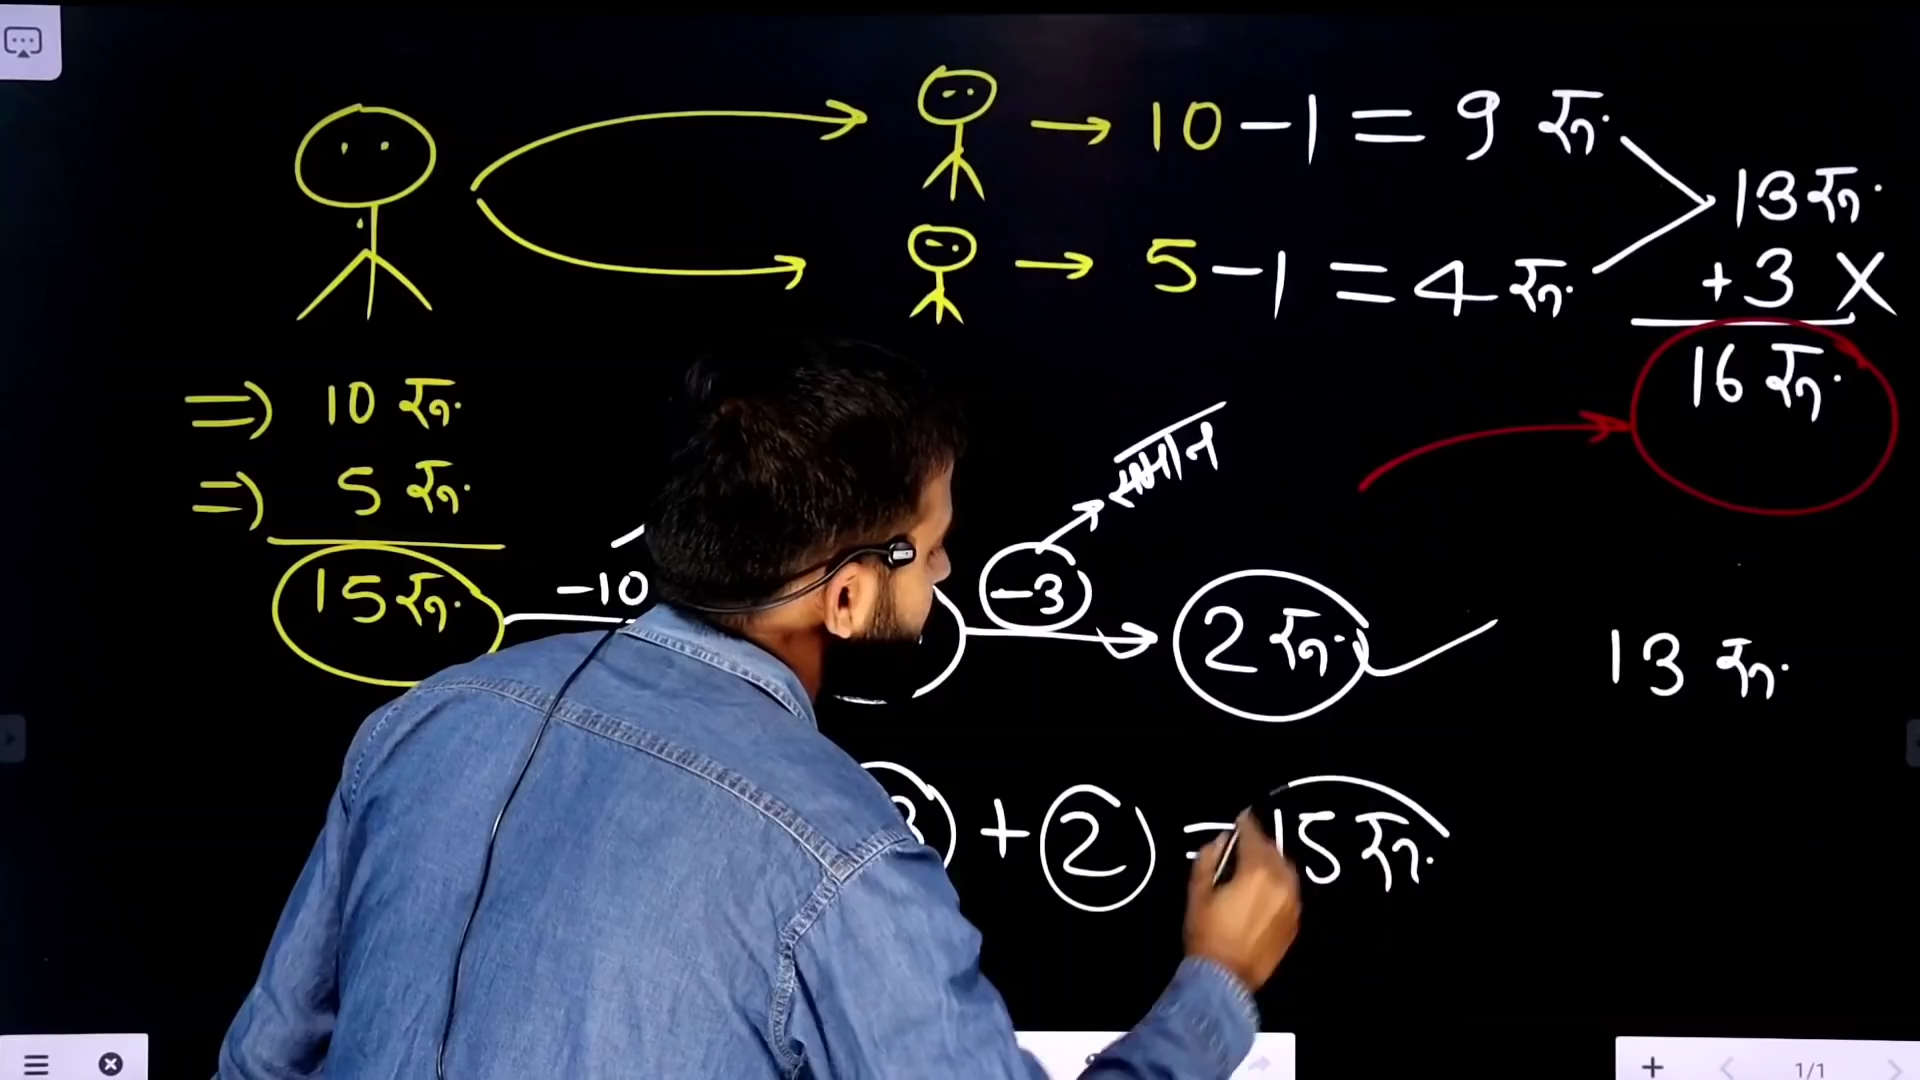 10 - 1 = 9 रु.
5 - 1 = 4 रु.
13 रु.
+ 3 X
16 रु.
=) 10 रु.
=) 5 रु.
15 रु.
-10
-3
समान
2 रु.
13 रु.
+ 2 = 15 रु.
1/1